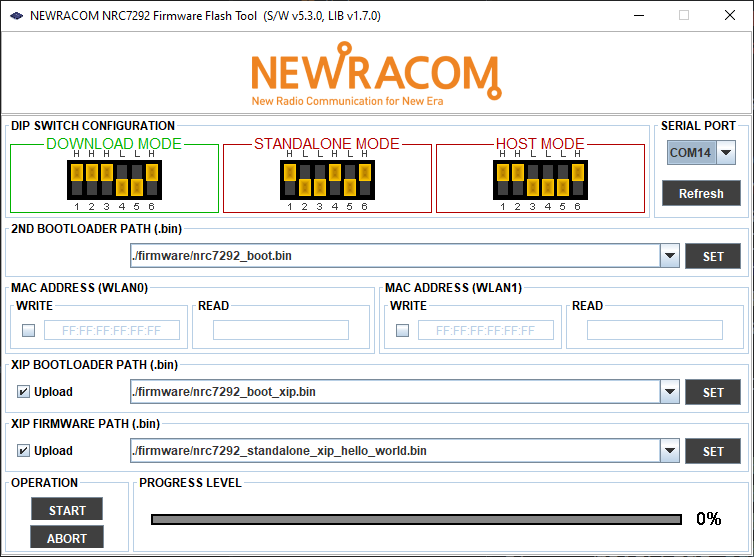 NEWRACOM NRC7292 Firmware Flash Tool (S/W v5.3.0, LIB v1.7.0)
NEWRACOM
New Radio Communication for New Era
DIP SWITCH CONFIGURATION
DOWNLOAD MODE
H H H L L H
1 2 3 4 5 6
STANDALONE MODE
H L L H L H
1 2 3 4 5 6
HOST MODE
H H L L L H
1 2 3 4 5 6
SERIAL PORT
COM14
Refresh
2ND BOOTLOADER PATH (.bin)
./firmware/nrc7292_boot.bin
SET
MAC ADDRESS (WLAN0)
WRITE
FF:FF:FF:FF:FF:FF
READ
MAC ADDRESS (WLAN1)
WRITE
FF:FF:FF:FF:FF:FF
READ
XIP BOOTLOADER PATH (.bin)
Upload
./firmware/nrc7292_boot_xip.bin
SET
XIP FIRMWARE PATH (.bin)
Upload
./firmware/nrc7292_standalone_xip_hello_world.bin
SET
OPERATION
START
ABORT
PROGRESS LEVEL
0%